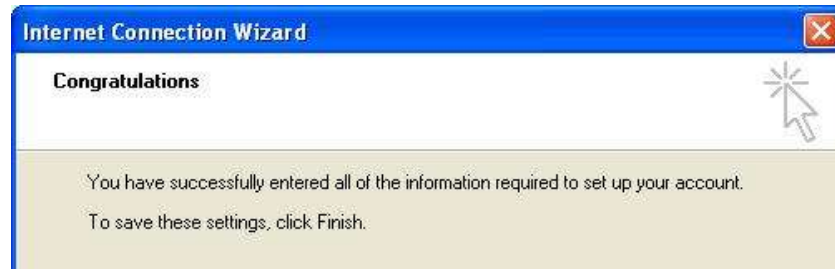 Internet Connection Wizard
Congratulations
You have successfully entered all of the information required to set up your account.
To save these settings, click Finish.